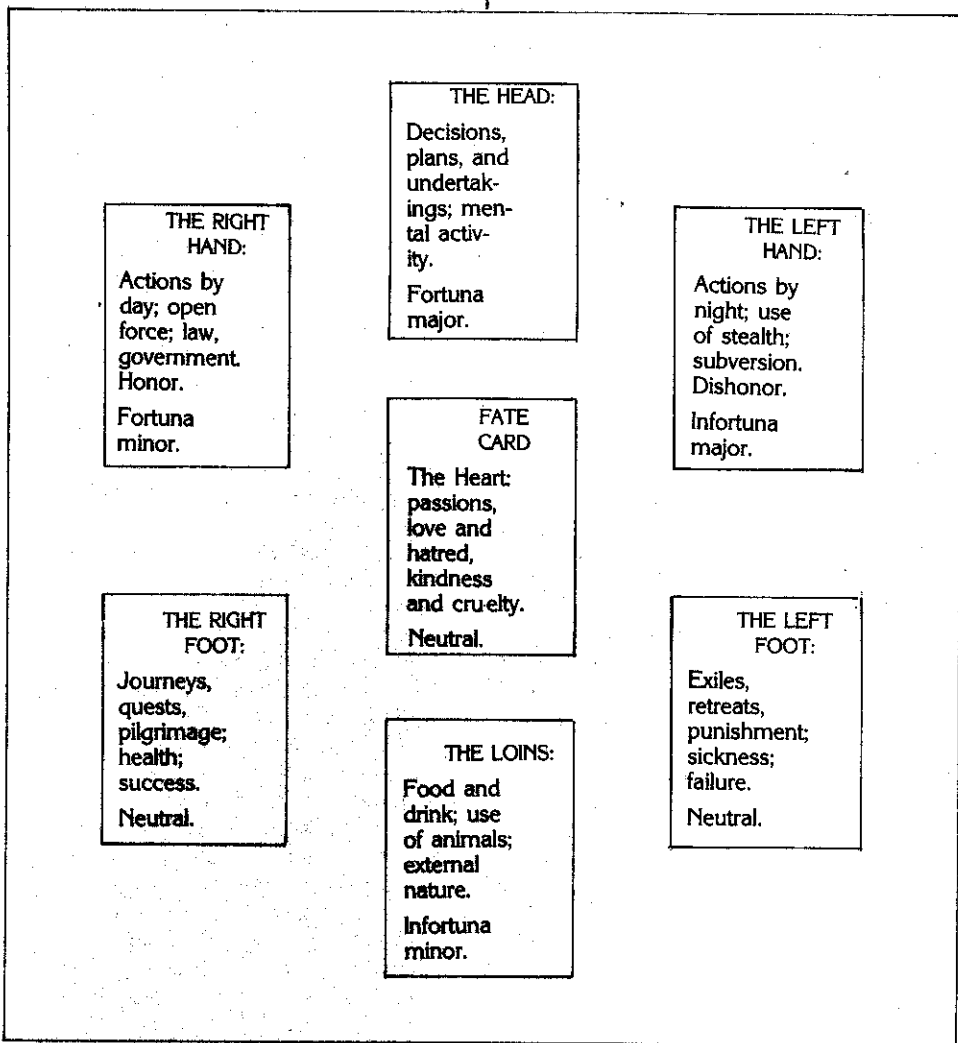 THE HEAD:
Decisions,
plans, and
undertak-
ings; men-
tal activ-
ity.
Fortuna
major.
THE RIGHT
HAND:
Actions by
day; open
force; law,
government.
Honor.
Fortuna
minor.
THE LEFT
HAND:
Actions by
night; use
of stealth;
subversion.
Dishonor.
Infortuna
major.
FATE
CARD
The Heart:
passions,
love and
hatred,
kindness
and cruelty.
Neutral.
THE RIGHT
FOOT:
Journeys,
quests,
pilgrimage;
health;
success.
Neutral.
THE LEFT
FOOT:
Exiles,
retreats,
punishment;
sickness;
failure.
Neutral.
THE LOINS:
Food and
drink; use
of animals;
external
nature.
Infortuna
minor.